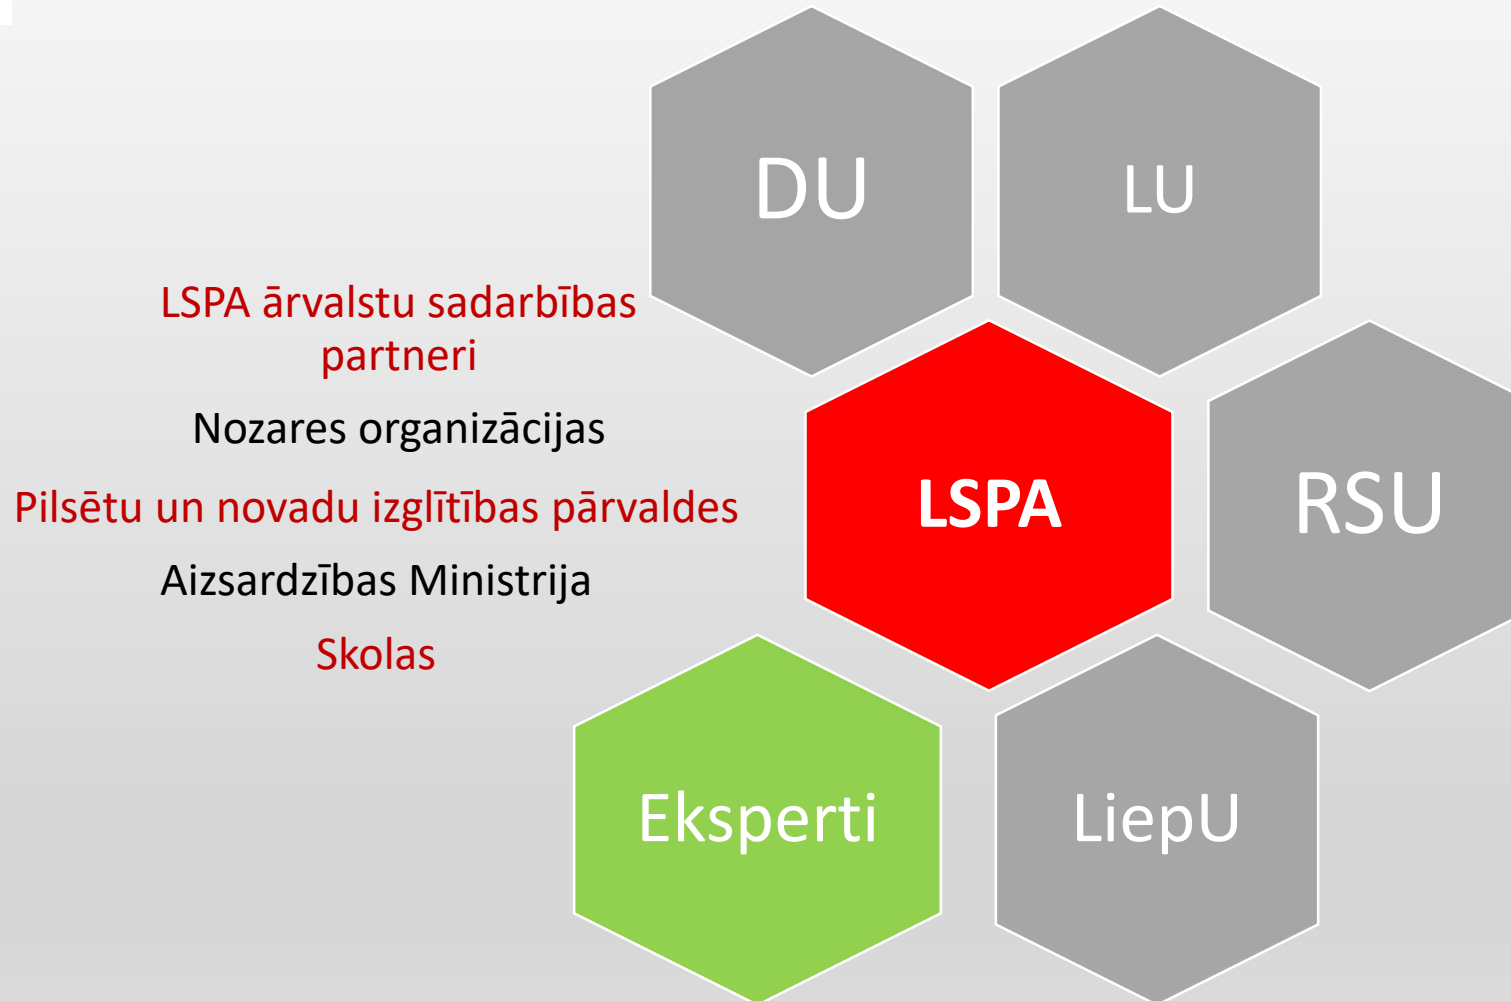 DU
LU
LSPA ārvalstu sadarbības
partneri
Nozares organizācijas
Pilsētu un novadu izglītības pārvaldes
Aizsardzības Ministrija
Skolas
LSPA
RSU
Eksperti
LiepU